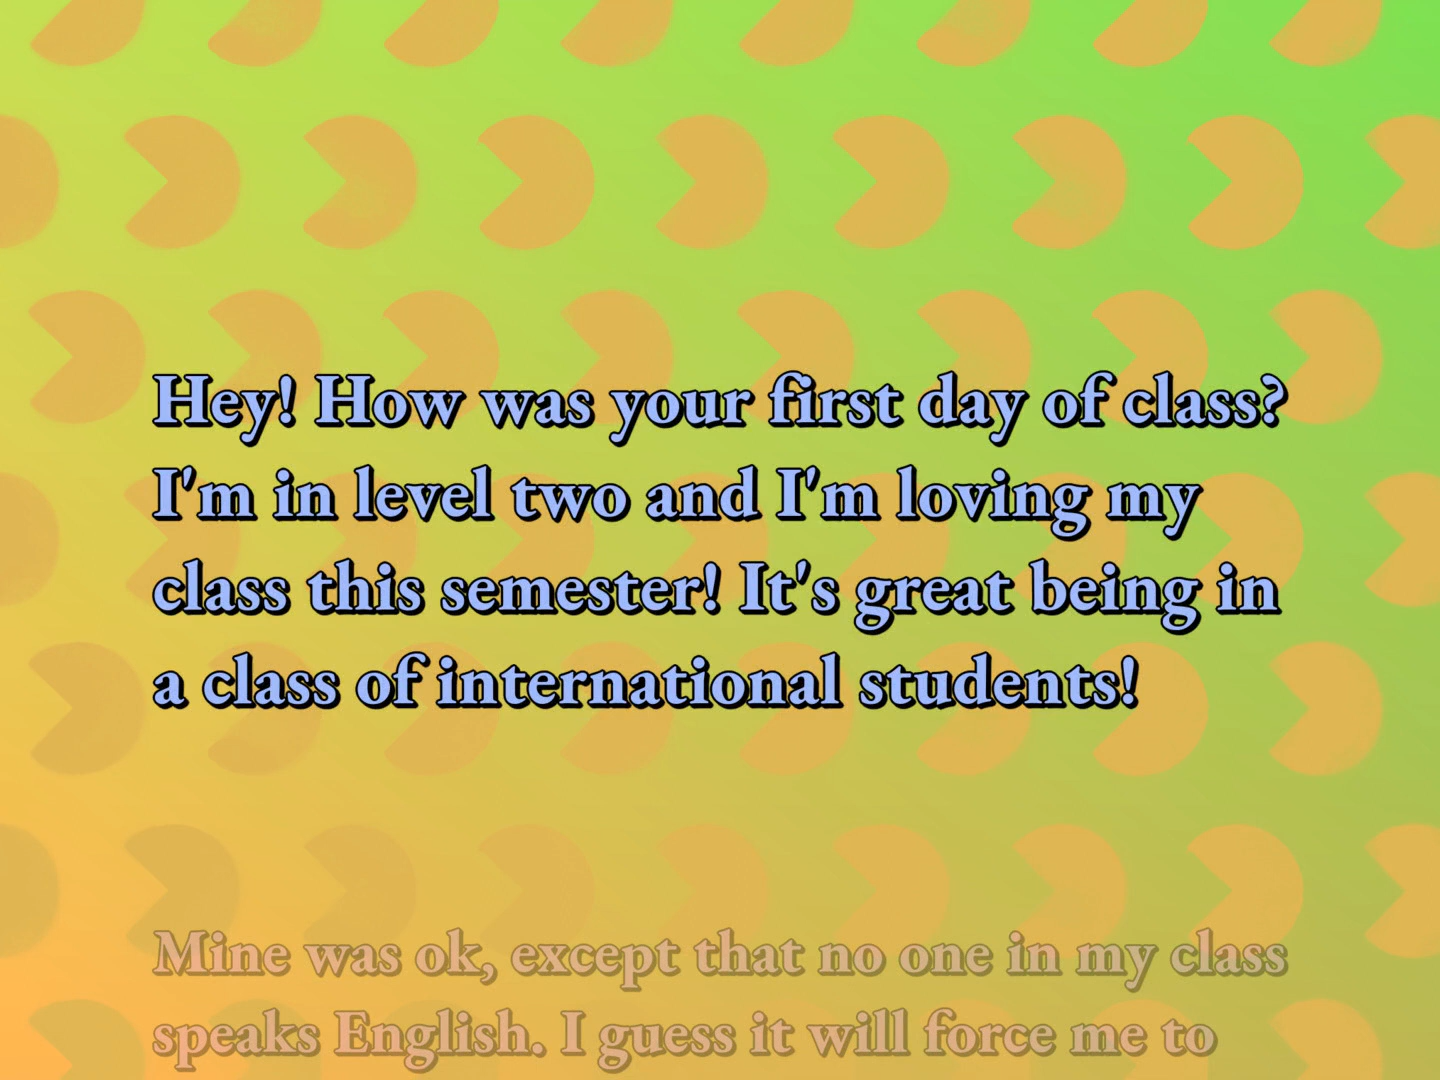 Hey! How was your first day of class?
I'm in level two and I'm loving my
class this semester! It's great being in
a class of international students!
Mine was ok, except that no one in my class
speaks English. I guess it will force me to